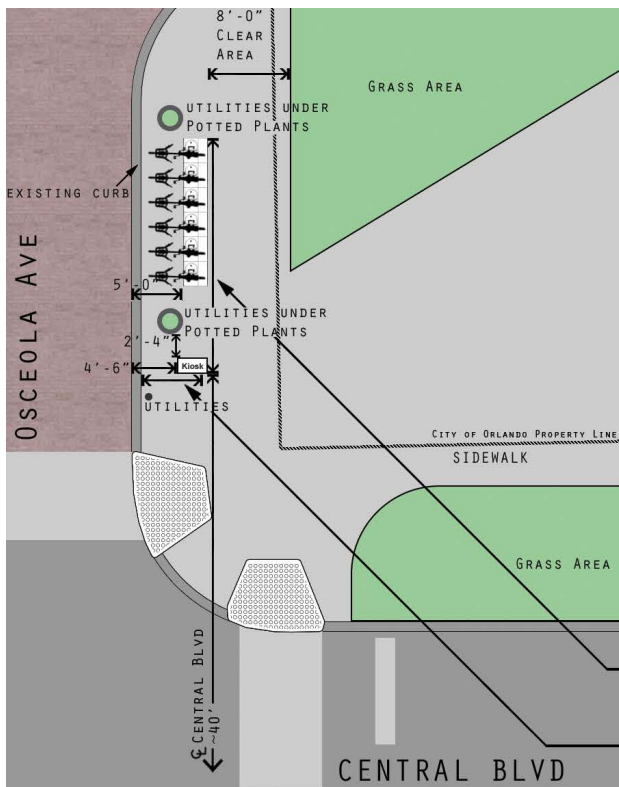 8'-0"
CLEAR
AREA
GRASS AREA
UTILITIES UNDER
POTTED PLANTS
EXISTING CURB
OSCEOLA AVE
5'-0"
UTILITIES UNDER
POTTED PLANTS
2'-4"
4'-6"
Kiosk
UTILITIES
CITY OF ORLANDO PROPERTY LINE
SIDEWALK
GRASS AREA
℄ CENTRAL BLVD
~40'
CENTRAL BLVD